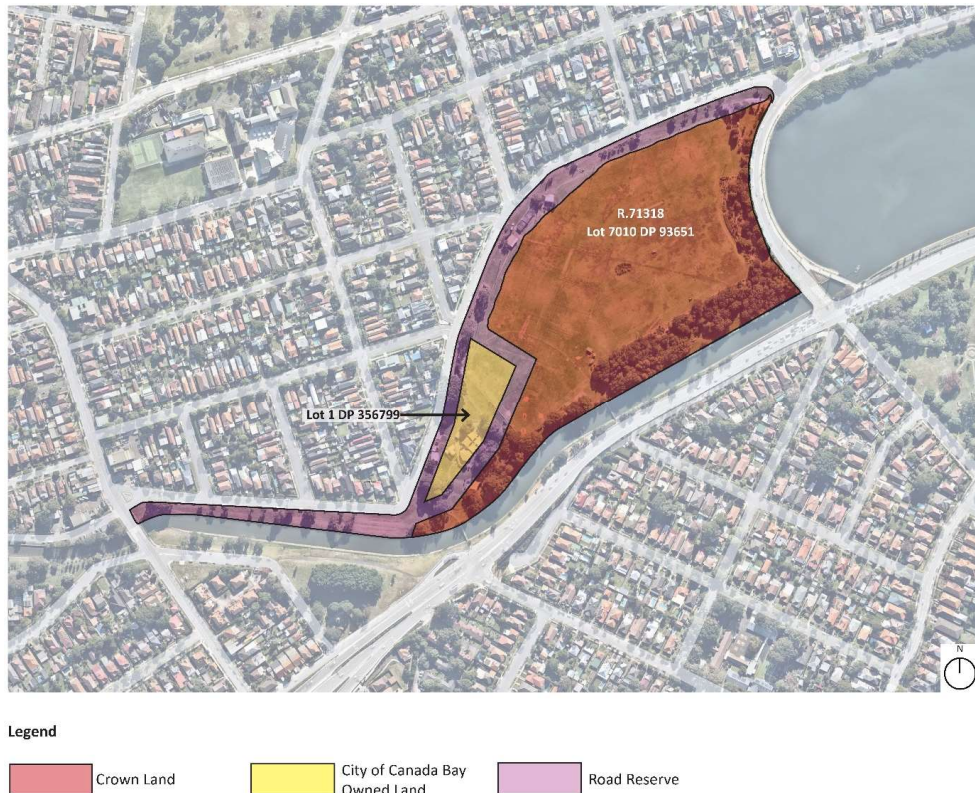 R.71318
Lot 7010 DP 93651
Lot 1 DP 356799
N
Legend
Crown Land
City of Canada Bay
Owned Land
Road Reserve